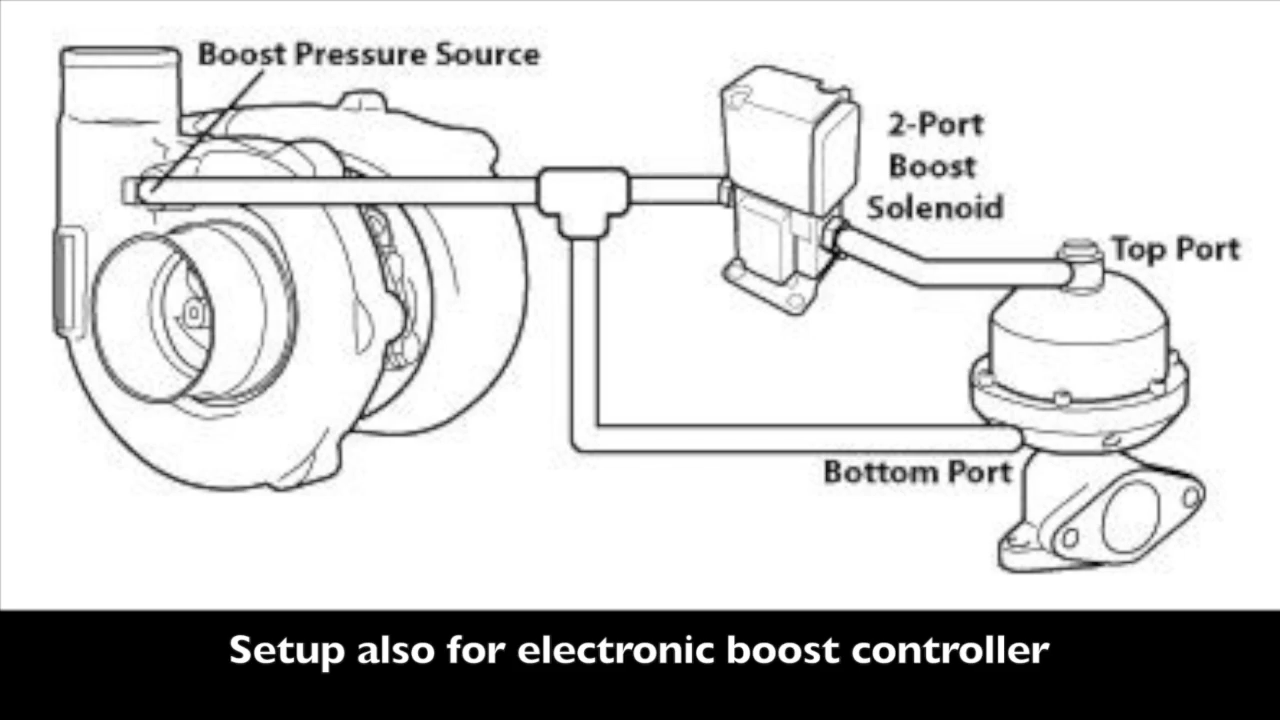 Boost Pressure Source
2-Port
Boost
Solenoid
Top Port
Bottom Port
Setup also for electronic boost controller